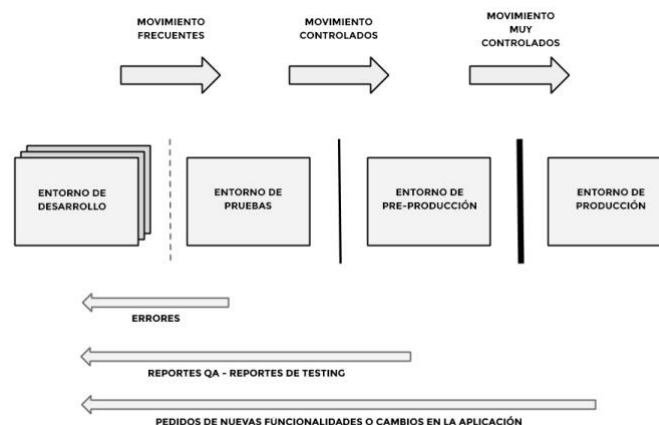 MOVIMIENTO
FRECUENTES
MOVIMIENTO
CONTROLADOS
MOVIMIENTO
MUY
CONTROLADOS
ENTORNO DE
DESARROLLO
ENTORNO DE
PRUEBAS
ENTORNO DE
PRE-PRODUCCIÓN
ENTORNO DE
PRODUCCIÓN
ERRORES
REPORTES QA - REPORTES DE TESTING
PEDIDOS DE NUEVAS FUNCIONALIDADES O CAMBIOS EN LA APLICACIÓN